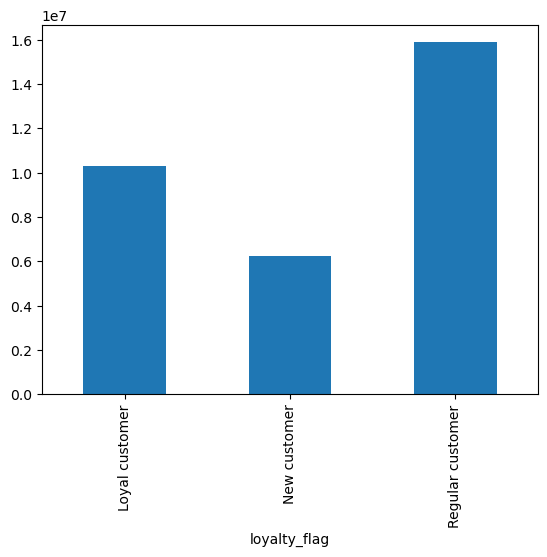 1e7
1.6
1.4
1.2
1.0
0.8
0.6
0.4
0.2
0.0
Loyal customer
New customer
Regular customer
loyalty_flag